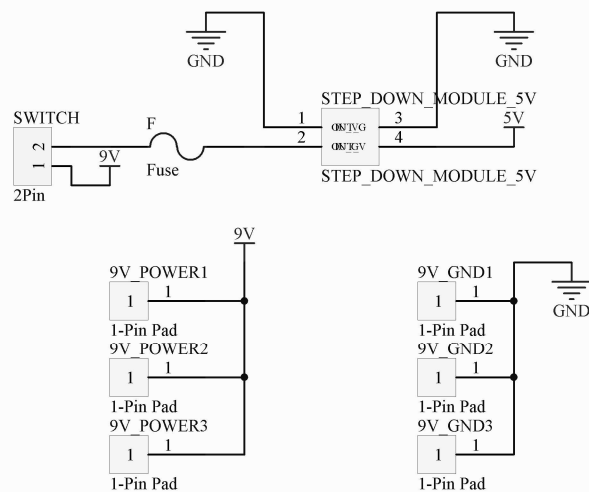 GND
GND
STEP_DOWN_MODULE_5V
SWITCH
F
1
3
5V
2
4
2
1
9V
Fuse
2Pin
STEP_DOWN_MODULE_5V
9V
9V_POWER1
9V_GND1
1
1
1
1
GND
1-Pin Pad
1-Pin Pad
9V_POWER2
9V_GND2
1
1
1
1
1-Pin Pad
1-Pin Pad
9V_POWER3
9V_GND3
1
1
1
1
1-Pin Pad
1-Pin Pad